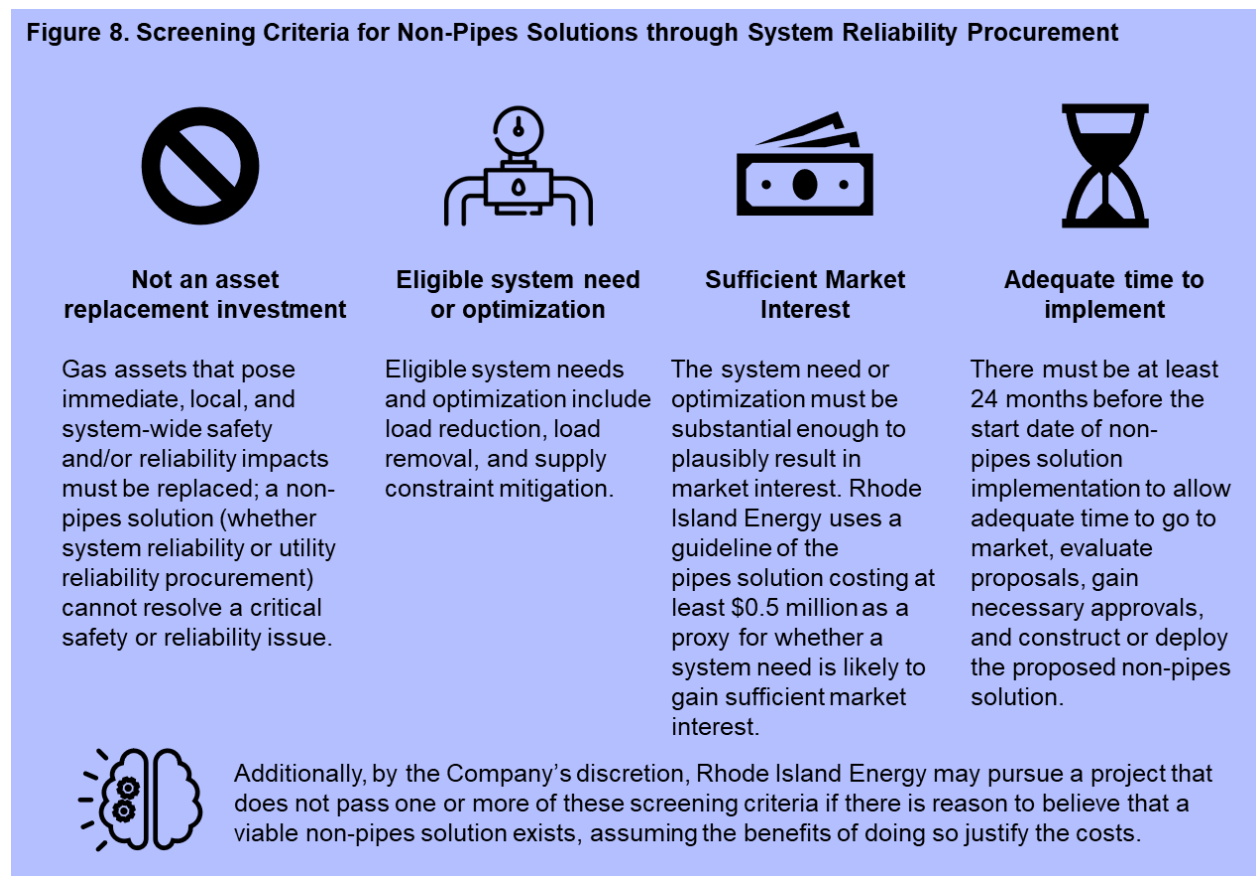 Figure 8. Screening Criteria for Non-Pipes Solutions through System Reliability Procurement
Not an asset
replacement investment
Gas assets that pose
immediate, local, and
system-wide safety
and/or reliability impacts
must be replaced; a non-
pipes solution (whether
system reliability or utility
reliability procurement)
cannot resolve a critical
safety or reliability issue.
Eligible system need
or optimization
Eligible system needs
and optimization include
load reduction, load
removal, and supply
constraint mitigation.
Sufficient Market
Interest
The system need or
optimization must be
substantial enough to
plausibly result in
market interest. Rhode
Island Energy uses a
guideline of the
pipes solution costing at
least $0.5 million as a
proxy for whether a
system need is likely to
gain sufficient market
interest.
Adequate time to
implement
There must be at least
24 months before the
start date of non-
pipes solution
implementation to allow
adequate time to go to
market, evaluate
proposals, gain
necessary approvals,
and construct or deploy
the proposed non-pipes
solution.
Additionally, by the Company’s discretion, Rhode Island Energy may pursue a project that
does not pass one or more of these screening criteria if there is reason to believe that a
viable non-pipes solution exists, assuming the benefits of doing so justify the costs.